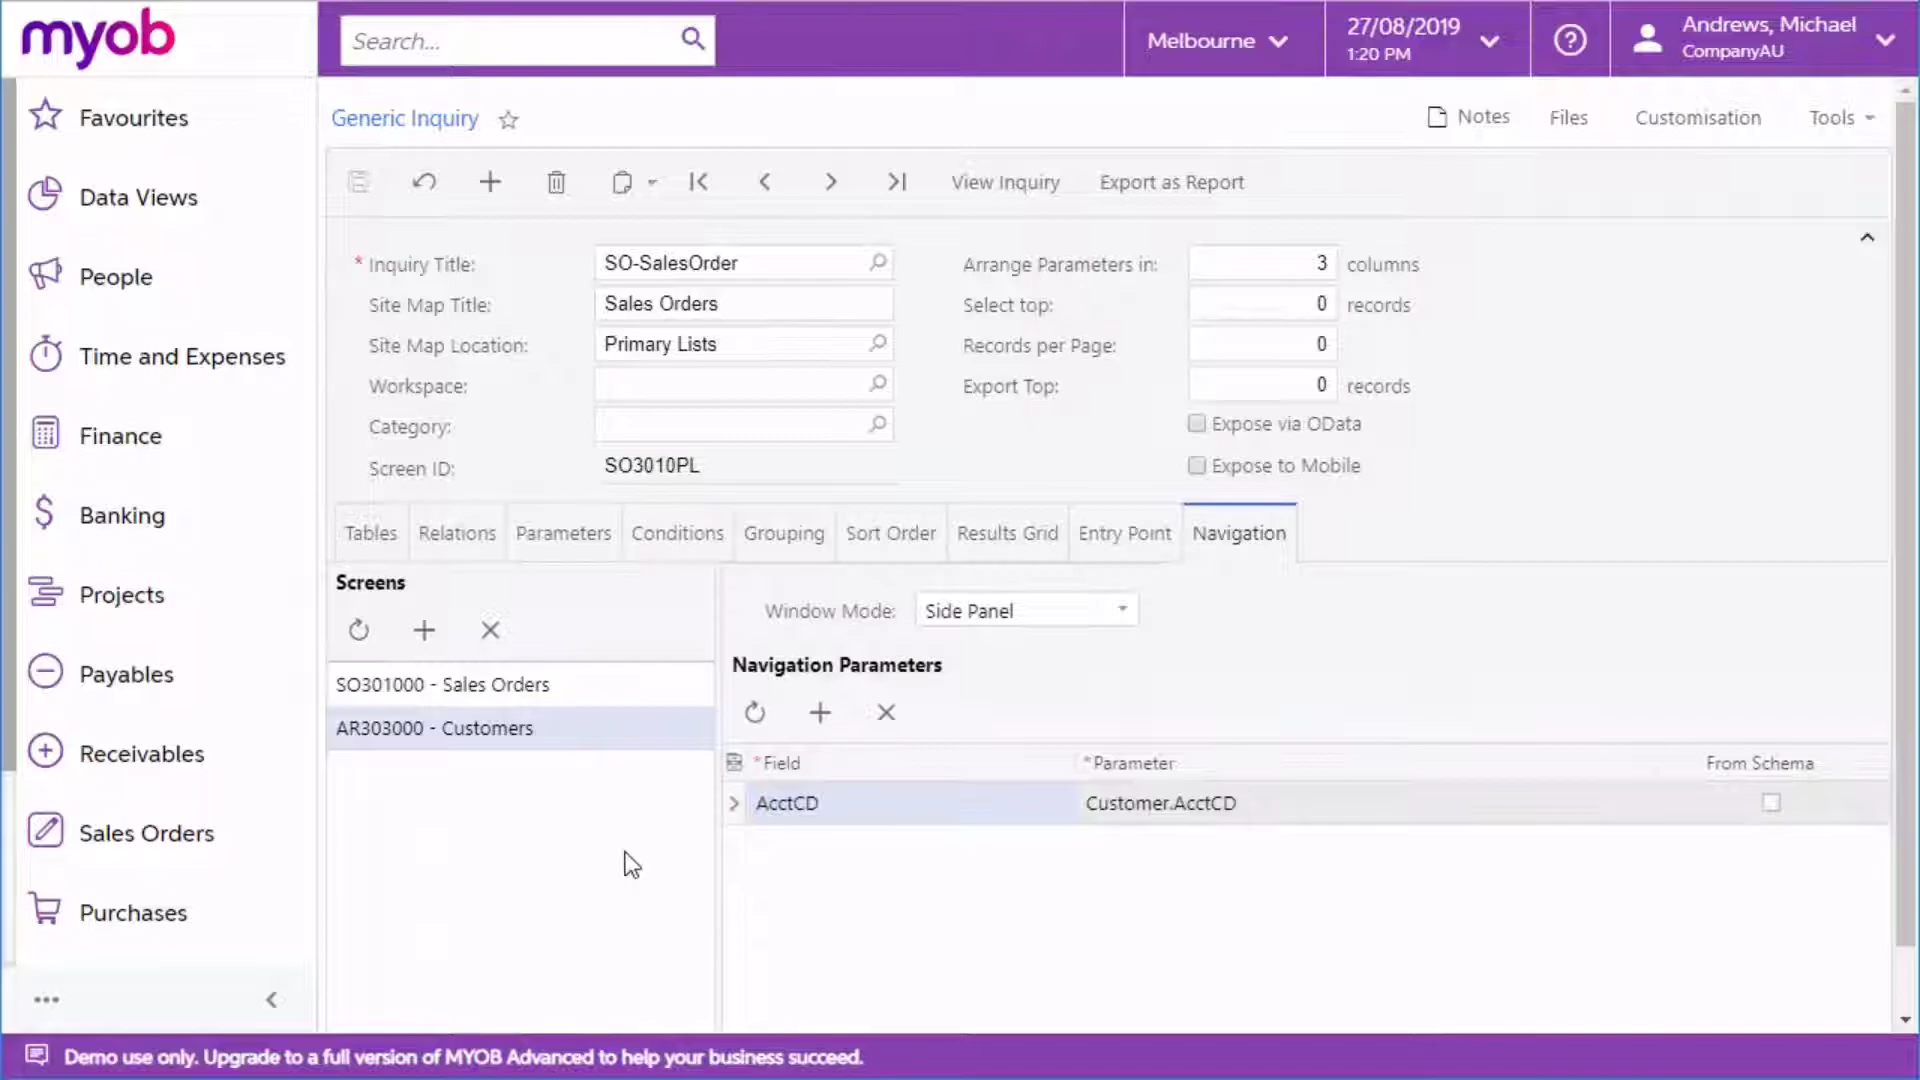 myob
Search...
Melbourne
27/08/2019
1:20 PM
Andrews, Michael
CompanyAU
Favourites
Data Views
People
Time and Expenses
Finance
Banking
Projects
Payables
Receivables
Sales Orders
Purchases
Generic Inquiry
Notes
Files
Customisation
Tools
View Inquiry
Export as Report
* Inquiry Title: SO-SalesOrder
Site Map Title: Sales Orders
Site Map Location: Primary Lists
Workspace:
Category:
Screen ID: SO3010PL
Arrange Parameters in: 3 columns
Select top: 0 records
Records per Page: 0
Export Top: 0 records
Expose via OData
Expose to Mobile
Tables
Relations
Parameters
Conditions
Grouping
Sort Order
Results Grid
Entry Point
Navigation
Screens
SO301000 - Sales Orders
AR303000 - Customers
Window Mode: Side Panel
Navigation Parameters
* Field
* Parameter
From Schema
AcctCD
Customer.AcctCD
Demo use only. Upgrade to a full version of MYOB Advanced to help your business succeed.